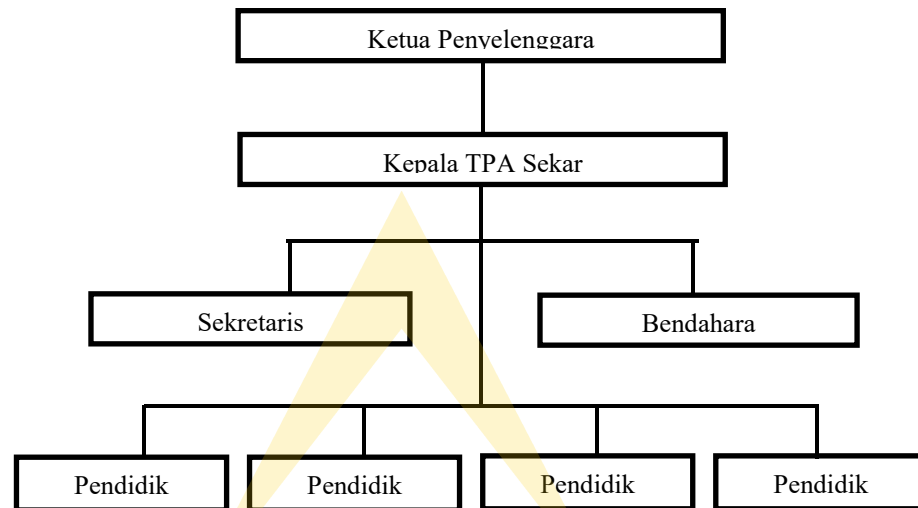 Ketua Penyelenggara
Kepala TPA Sekar
Sekretaris
Bendahara
Pendidik
Pendidik
Pendidik
Pendidik